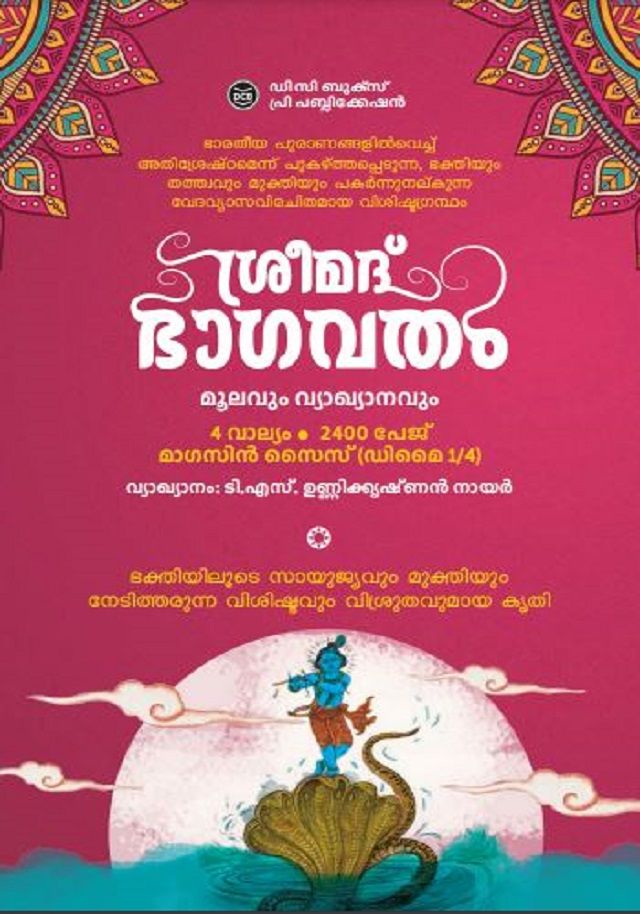 DCB
ഡിസി ബുക്സ്
പ്രി പബ്ലിക്കേഷൻ
ഭാരതീയ പുരാണങ്ങളിൽവെച്ച്
അതിശ്രേഷ്ഠമെന്ന് പുകഴ്ത്തപ്പെടുന്ന, ഭക്തിയും
തത്ത്വവും മുക്തിയും പകർന്നുനല്കുന്ന
വേദവ്യാസവിരചിതമായ വിശിഷ്ടഗ്രന്ഥം
ശ്രീമദ്
ഭാഗവതം
മൂലവും വ്യാഖ്യാനവും
4 വാല്യം ● 2400 പേജ്
മാഗസിൻ സൈസ് (ഡിമൈ 1/4)
വ്യാഖ്യാനം: ടി.എസ്. ഉണ്ണിക്കൃഷ്ണൻ നായർ
ഭക്തിയിലൂടെ സായുജ്യവും മുക്തിയും
നേടിത്തരുന്ന വിശിഷ്ടവും വിശ്രുതവുമായ കൃതി